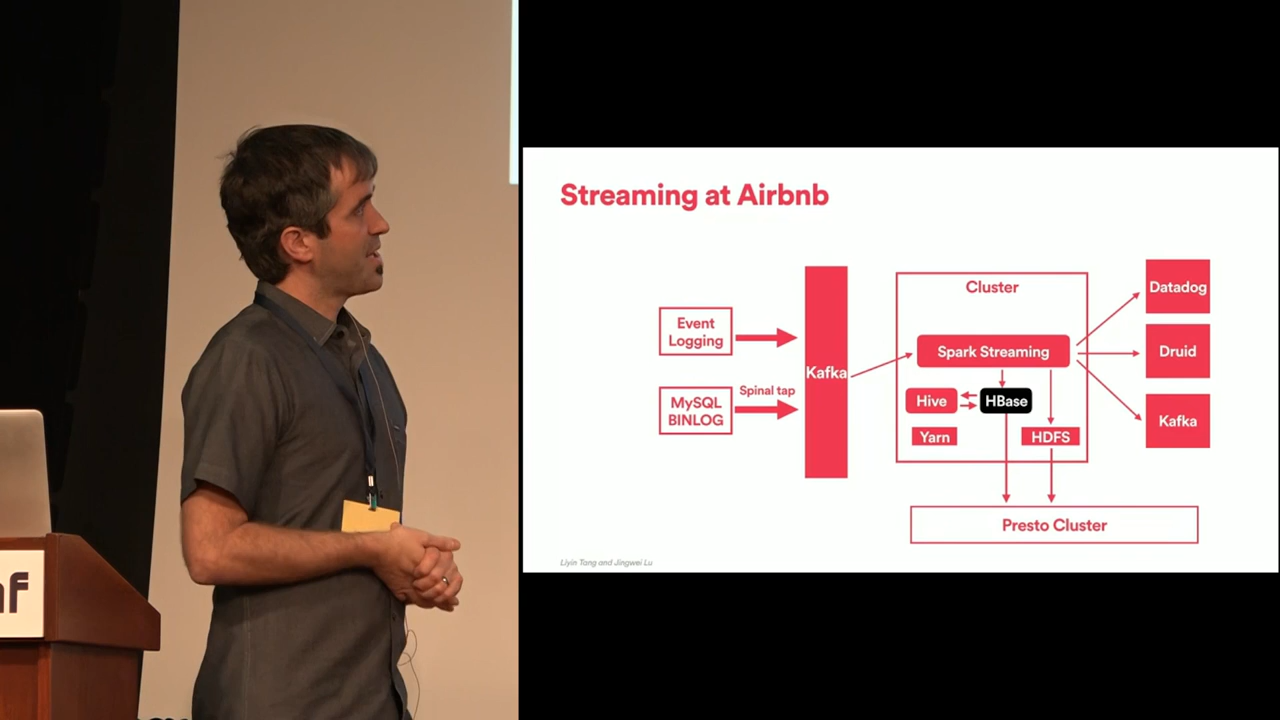 Streaming at Airbnb
Event
Logging
MySQL
BINLOG
Spinal tap
Kafka
Cluster
Spark Streaming
Hive
HBase
Yarn
HDFS
Datadog
Druid
Kafka
Presto Cluster
Liyin Tang and Jingwei Lu